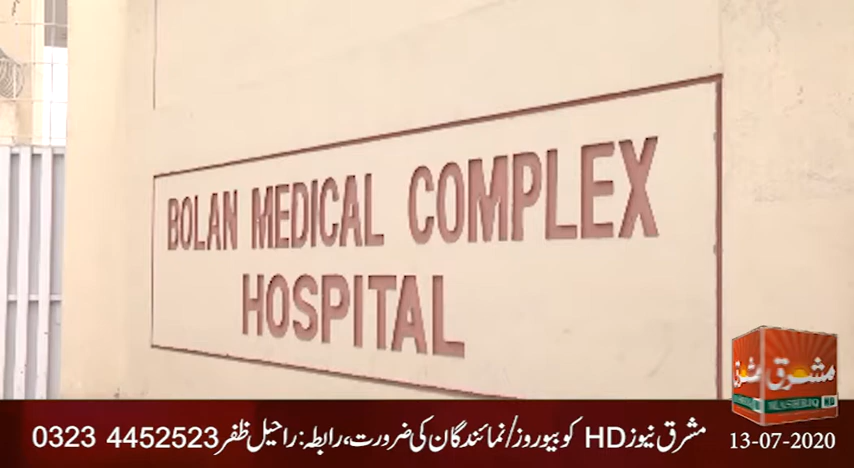 BOLAN MEDICAL COMPLEX
HOSPITAL
مشرق
MASHRIQ HD
مشرق نیوز HD کو بیوروز/نمائندگان کی ضرورت، رابطہ: راحیل ظفر 0323 4452523
13-07-2020